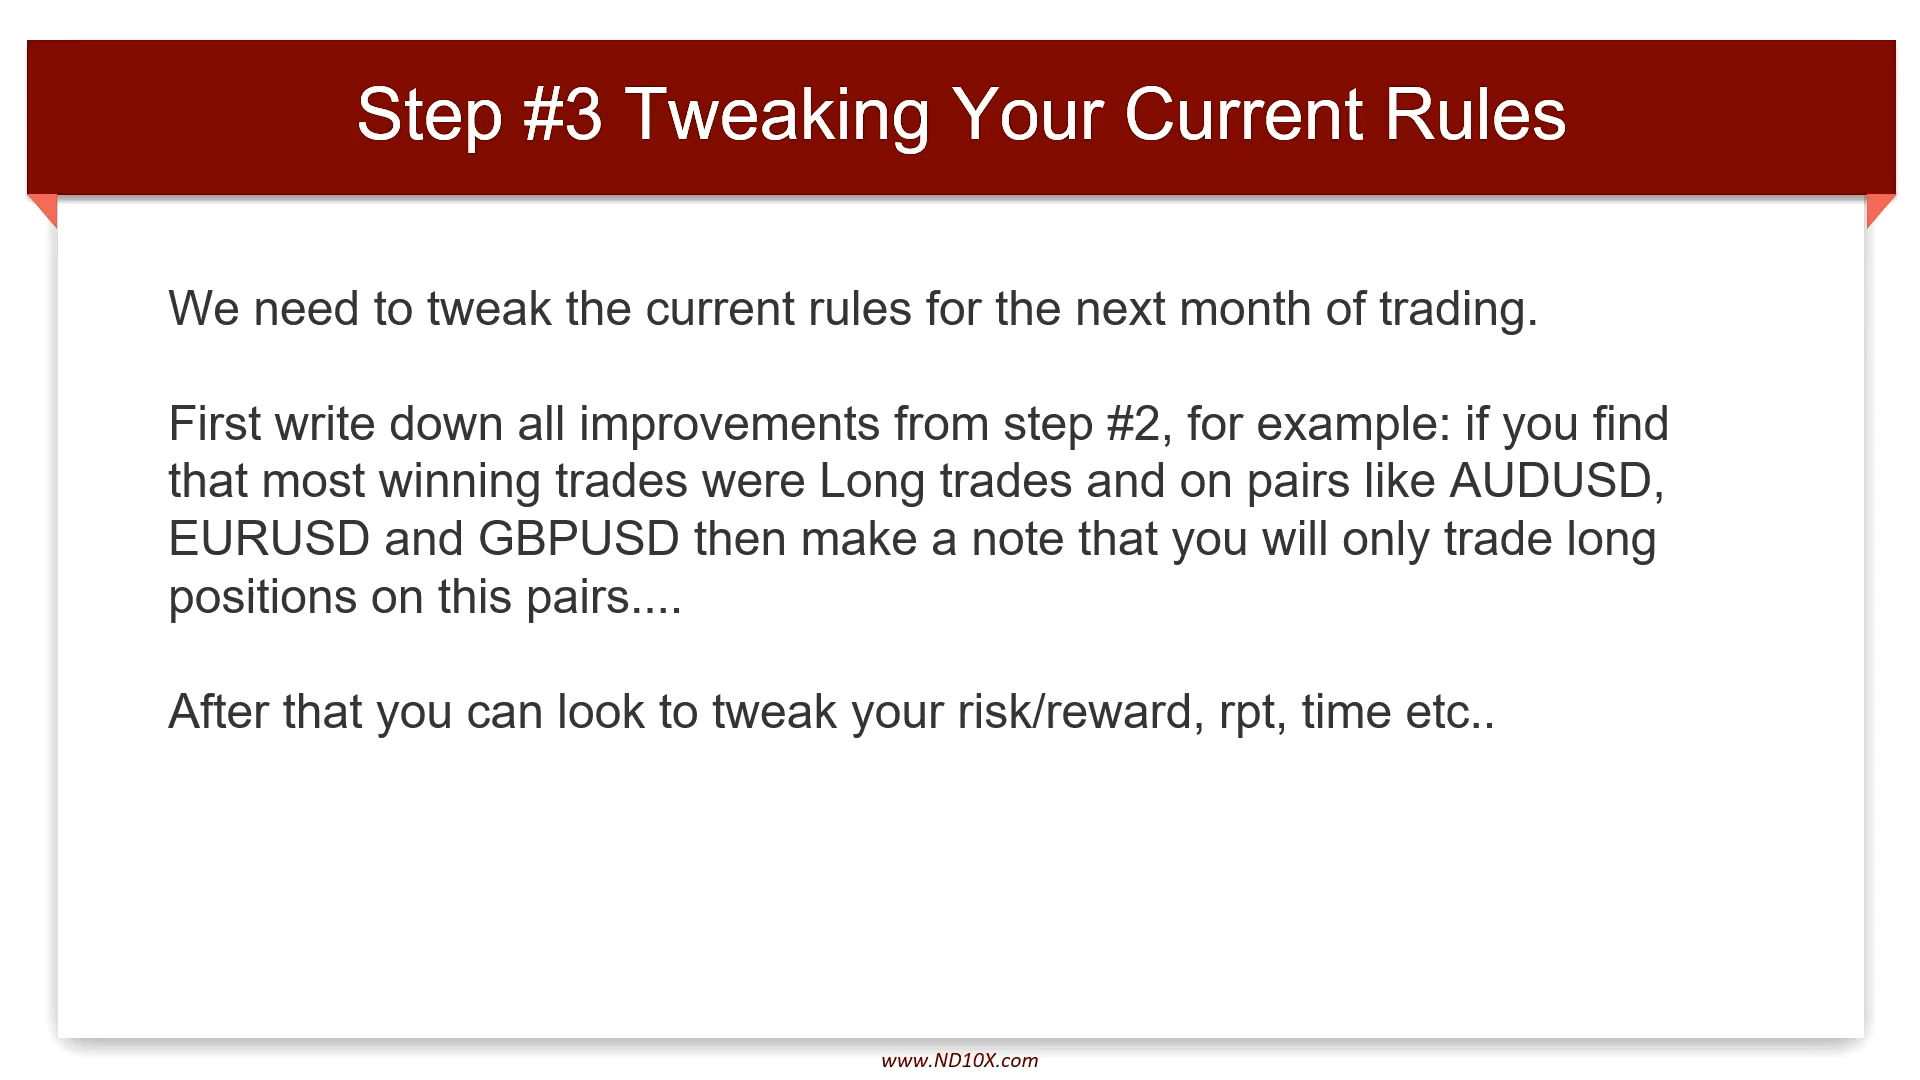 Step #3 Tweaking Your Current Rules
We need to tweak the current rules for the next month of trading.
First write down all improvements from step #2, for example: if you find
that most winning trades were Long trades and on pairs like AUDUSD,
EURUSD and GBPUSD then make a note that you will only trade long
positions on this pairs....
After that you can look to tweak your risk/reward, rpt, time etc..
www.ND10X.com